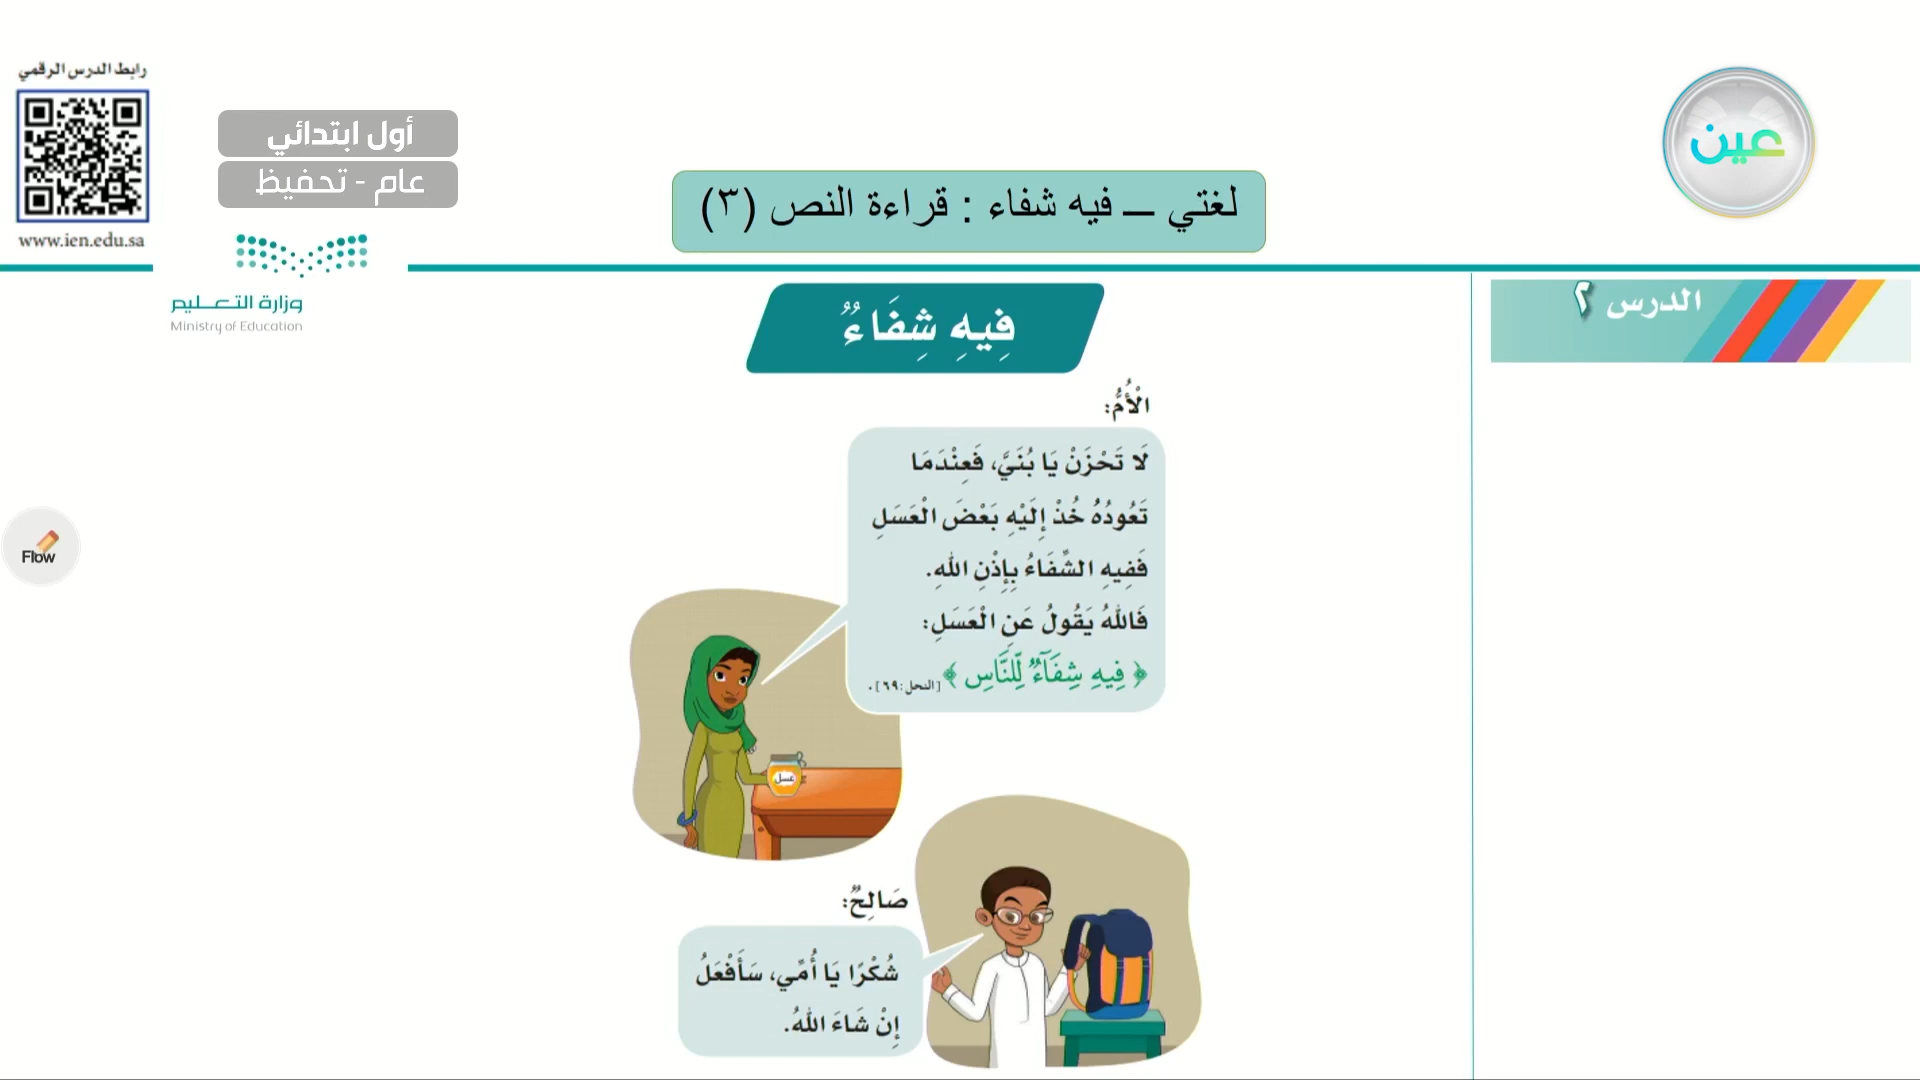 رابط الدرس الرقمي
www.ien.edu.sa
أول ابتدائي
عام - تحفيظ
وزارة التعليم
Ministry of Education
لغتي – فيه شفاء : قراءة النص (٣)
عين
الدرس ٢
فِيهِ شِفَاءٌ
الْأُمُّ:
لَا تَحْزَنْ يَا بُنَيَّ، فَعِنْدَمَا
تَعُودُهُ خُذْ إِلَيْهِ بَعْضَ الْعَسَلِ
فَفِيهِ الشِّفَاءُ بِإِذْنِ اللهِ.
فَاللهُ يَقُولُ عَنِ الْعَسَلِ:
﴿ فِيهِ شِفَآءٌ لِّلنَّاسِ ﴾ [النحل: ٦٩].
عسل
صَالِحٌ:
شُكْرًا يَا أُمِّي، سَأَفْعَلُ
إِنْ شَاءَ اللهُ.
Flow